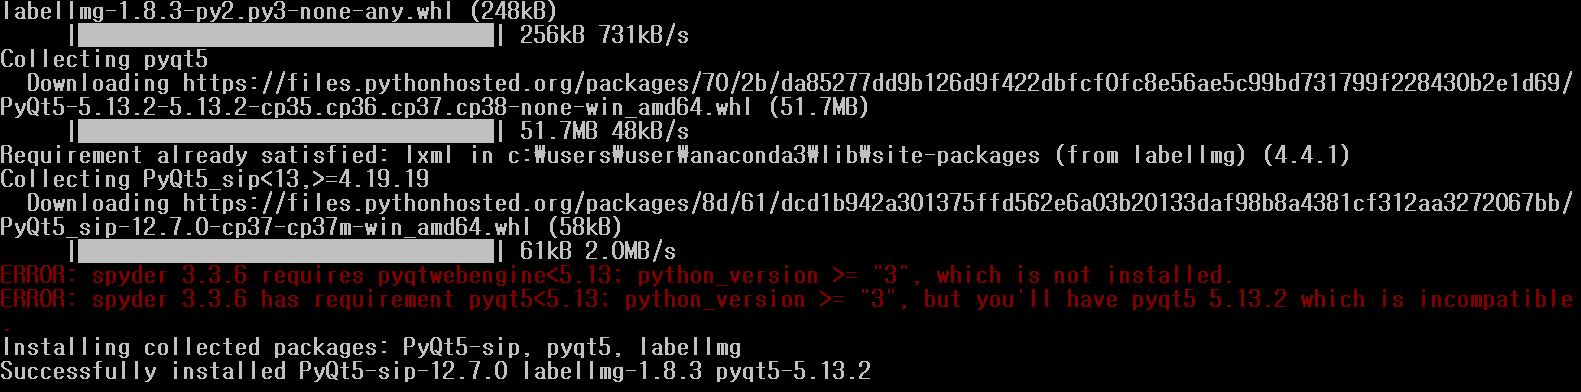 labelImg-1.8.3-py2.py3-none-any.whl (248kB)
|████████████████████████████████| 256kB 731kB/s
Collecting pyqt5
Downloading https://files.pythonhosted.org/packages/70/2b/da85277dd9b126d9f422dbfcf0fc8e56ae5c99bd731799f228430b2e1d69/
PyQt5-5.13.2-5.13.2-cp35.cp36.cp37.cp38-none-win_amd64.whl (51.7MB)
|████████████████████████████████| 51.7MB 48kB/s
Requirement already satisfied: lxml in c:₩users₩user₩anaconda3₩lib₩site-packages (from labelImg) (4.4.1)
Collecting PyQt5_sip<13,>=4.19.19
Downloading https://files.pythonhosted.org/packages/8d/61/dcd1b942a301375ffd562e6a03b20133daf98b8a4381cf312aa3272067bb/
PyQt5_sip-12.7.0-cp37-cp37m-win_amd64.whl (58kB)
|████████████████████████████████| 61kB 2.0MB/s
ERROR: spyder 3.3.6 requires pyqtwebengine<5.13; python_version >= "3", which is not installed.
ERROR: spyder 3.3.6 has requirement pyqt5<5.13; python_version >= "3", but you'll have pyqt5 5.13.2 which is incompatible
.
Installing collected packages: PyQt5-sip, pyqt5, labelImg
Successfully installed PyQt5-sip-12.7.0 labelImg-1.8.3 pyqt5-5.13.2